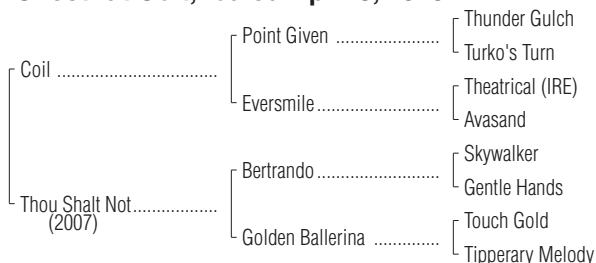 Thunder Gulch
Point Given ....................
Turko's Turn
Coil ................................
Theatrical (IRE)
Eversmile........................
Avasand
Skywalker
Bertrando........................
Gentle Hands
Thou Shalt Not.................
(2007)
Touch Gold
Golden Ballerina .............
Tipperary Melody